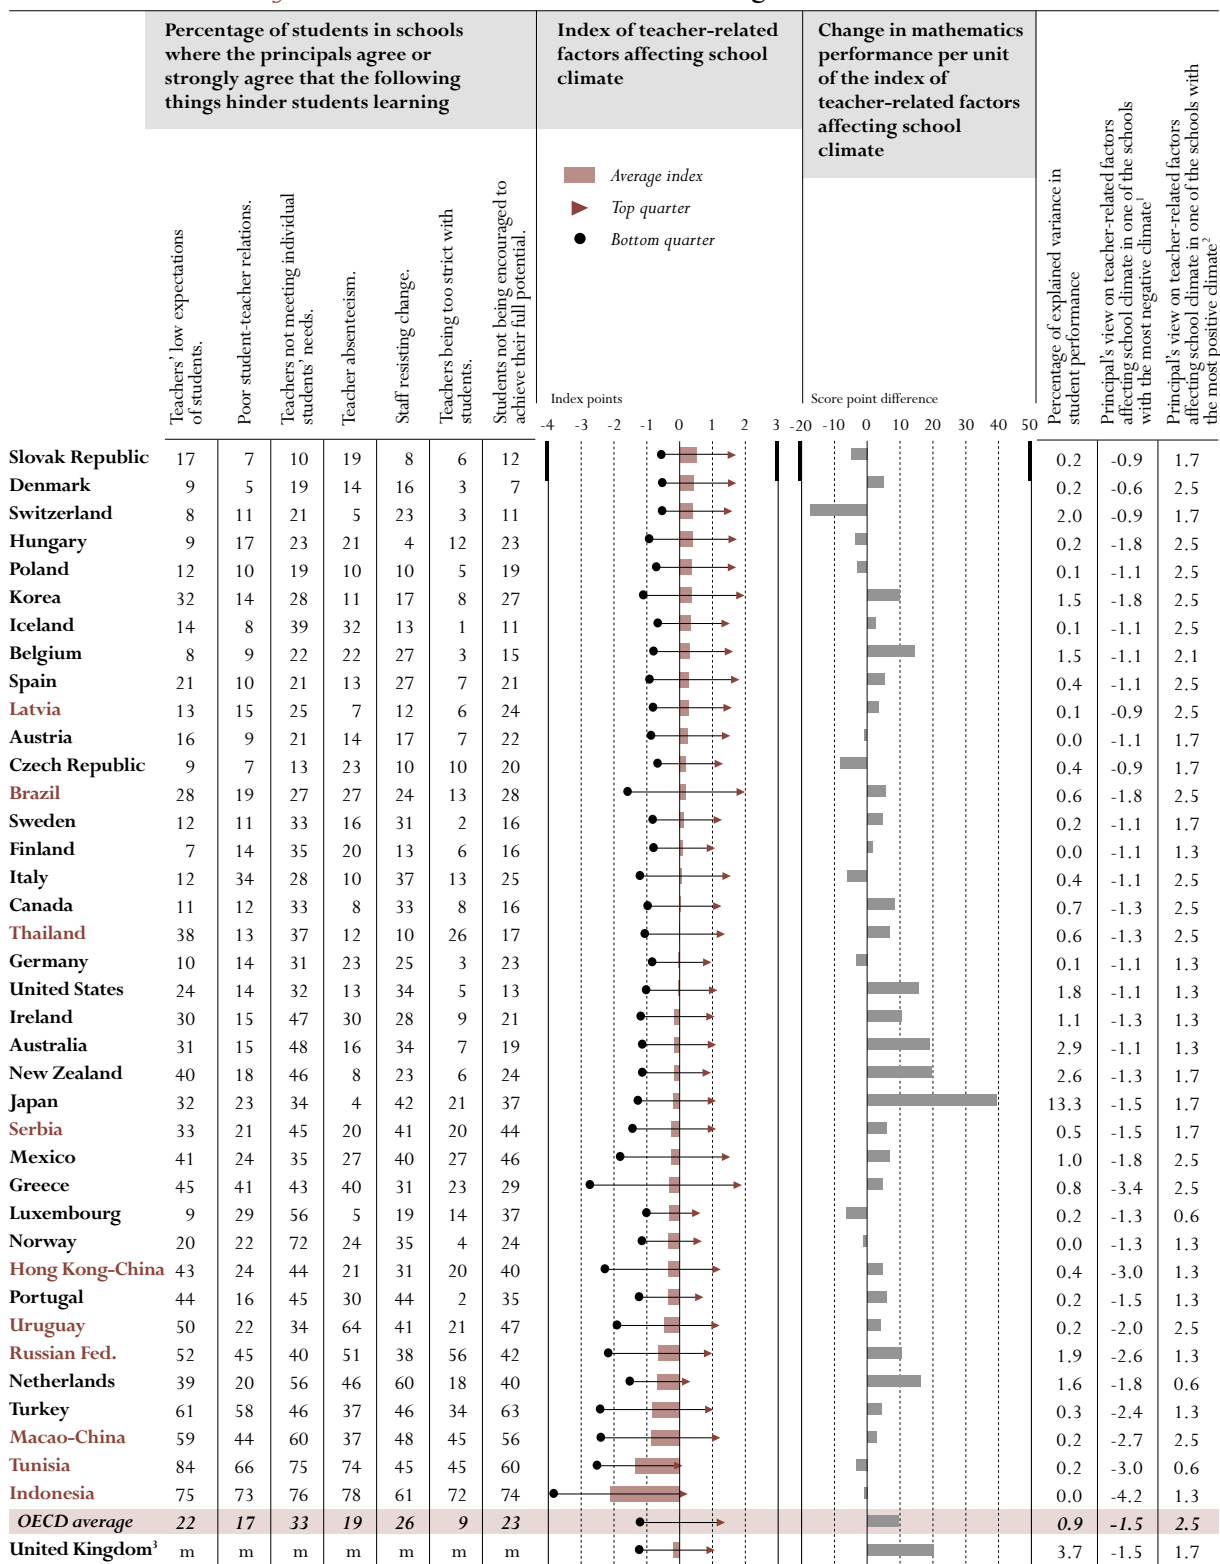 Percentage of students in schools
where the principals agree or
strongly agree that the following
things hinder students learning
Index of teacher-related
factors affecting school
climate
Change in mathematics
performance per unit
of the index of
teacher-related factors
affecting school
climate
Average index
Top quarter
Bottom quarter
Teachers' low expectations
of students.
Poor student-teacher relations.
Teachers not meeting individual
students' needs.
Teacher absenteeism.
Staff resisting change.
Teachers being too strict with
students.
Students not being encouraged to
achieve their full potential.
Percentage of explained variance in
student performance
Principal's view on teacher-related factors
affecting school climate in one of the schools
with the most negative climate1
Principal's view on teacher-related factors
affecting school climate in one of the schools with
the most positive climate2
Index points
Score point difference
-4 -3 -2 -1 0 1 2 3 -20 -10 0 10 20 30 40 50
Slovak Republic 17 7 10 19 8 6 12 0.2 -0.9 1.7
Denmark 9 5 19 14 16 3 7 0.2 -0.6 2.5
Switzerland 8 11 21 5 23 3 11 2.0 -0.9 1.7
Hungary 9 17 23 21 4 12 23 0.2 -1.8 2.5
Poland 12 10 19 10 10 5 19 0.1 -1.1 2.5
Korea 32 14 28 11 17 8 27 1.5 -1.8 2.5
Iceland 14 8 39 32 13 1 11 0.1 -1.1 2.5
Belgium 8 9 22 22 27 3 15 1.5 -1.1 2.1
Spain 21 10 21 13 27 7 21 0.4 -1.1 2.5
Latvia 13 15 25 7 12 6 24 0.1 -0.9 2.5
Austria 16 9 21 14 17 7 22 0.0 -1.1 1.7
Czech Republic 9 7 13 23 10 10 20 0.4 -0.9 1.7
Brazil 28 19 27 27 24 13 28 0.6 -1.8 2.5
Sweden 12 11 33 16 31 2 16 0.2 -1.1 1.7
Finland 7 14 35 20 13 6 16 0.0 -1.1 1.3
Italy 12 34 28 10 37 13 25 0.4 -1.1 2.5
Canada 11 12 33 8 33 8 16 0.7 -1.3 2.5
Thailand 38 13 37 12 10 26 17 0.6 -1.3 2.5
Germany 10 14 31 23 25 3 23 0.1 -1.1 1.3
United States 24 14 32 13 34 5 13 1.8 -1.1 1.3
Ireland 30 15 47 30 28 9 21 1.1 -1.3 1.3
Australia 31 15 48 16 34 7 19 2.9 -1.1 1.3
New Zealand 40 18 46 8 23 6 24 2.6 -1.3 1.7
Japan 32 23 34 4 42 21 37 13.3 -1.5 1.7
Serbia 33 21 45 20 41 20 44 0.5 -1.5 1.7
Mexico 41 24 35 27 40 27 46 1.0 -1.8 2.5
Greece 45 41 43 40 31 23 29 0.8 -3.4 2.5
Luxembourg 9 29 56 5 19 14 37 0.2 -1.3 0.6
Norway 20 22 72 24 35 4 24 0.0 -1.3 1.3
Hong Kong-China 43 24 44 21 31 20 40 0.4 -3.0 1.3
Portugal 44 16 45 30 44 2 35 0.2 -1.5 1.3
Uruguay 50 22 34 64 41 21 47 0.2 -2.0 2.5
Russian Fed. 52 45 40 51 38 56 42 1.9 -2.6 1.3
Netherlands 39 20 56 46 60 18 40 1.6 -1.8 0.6
Turkey 61 58 46 37 46 34 63 0.3 -2.4 1.3
Macao-China 59 44 60 37 48 45 56 0.2 -2.7 2.5
Tunisia 84 66 75 74 45 45 60 0.2 -3.0 0.6
Indonesia 75 73 76 78 61 72 74 0.0 -4.2 1.3
OECD average 22 17 33 19 26 9 23 0.9 -1.5 2.5
United Kingdom3 m m m m m m m 3.7 -1.5 1.7